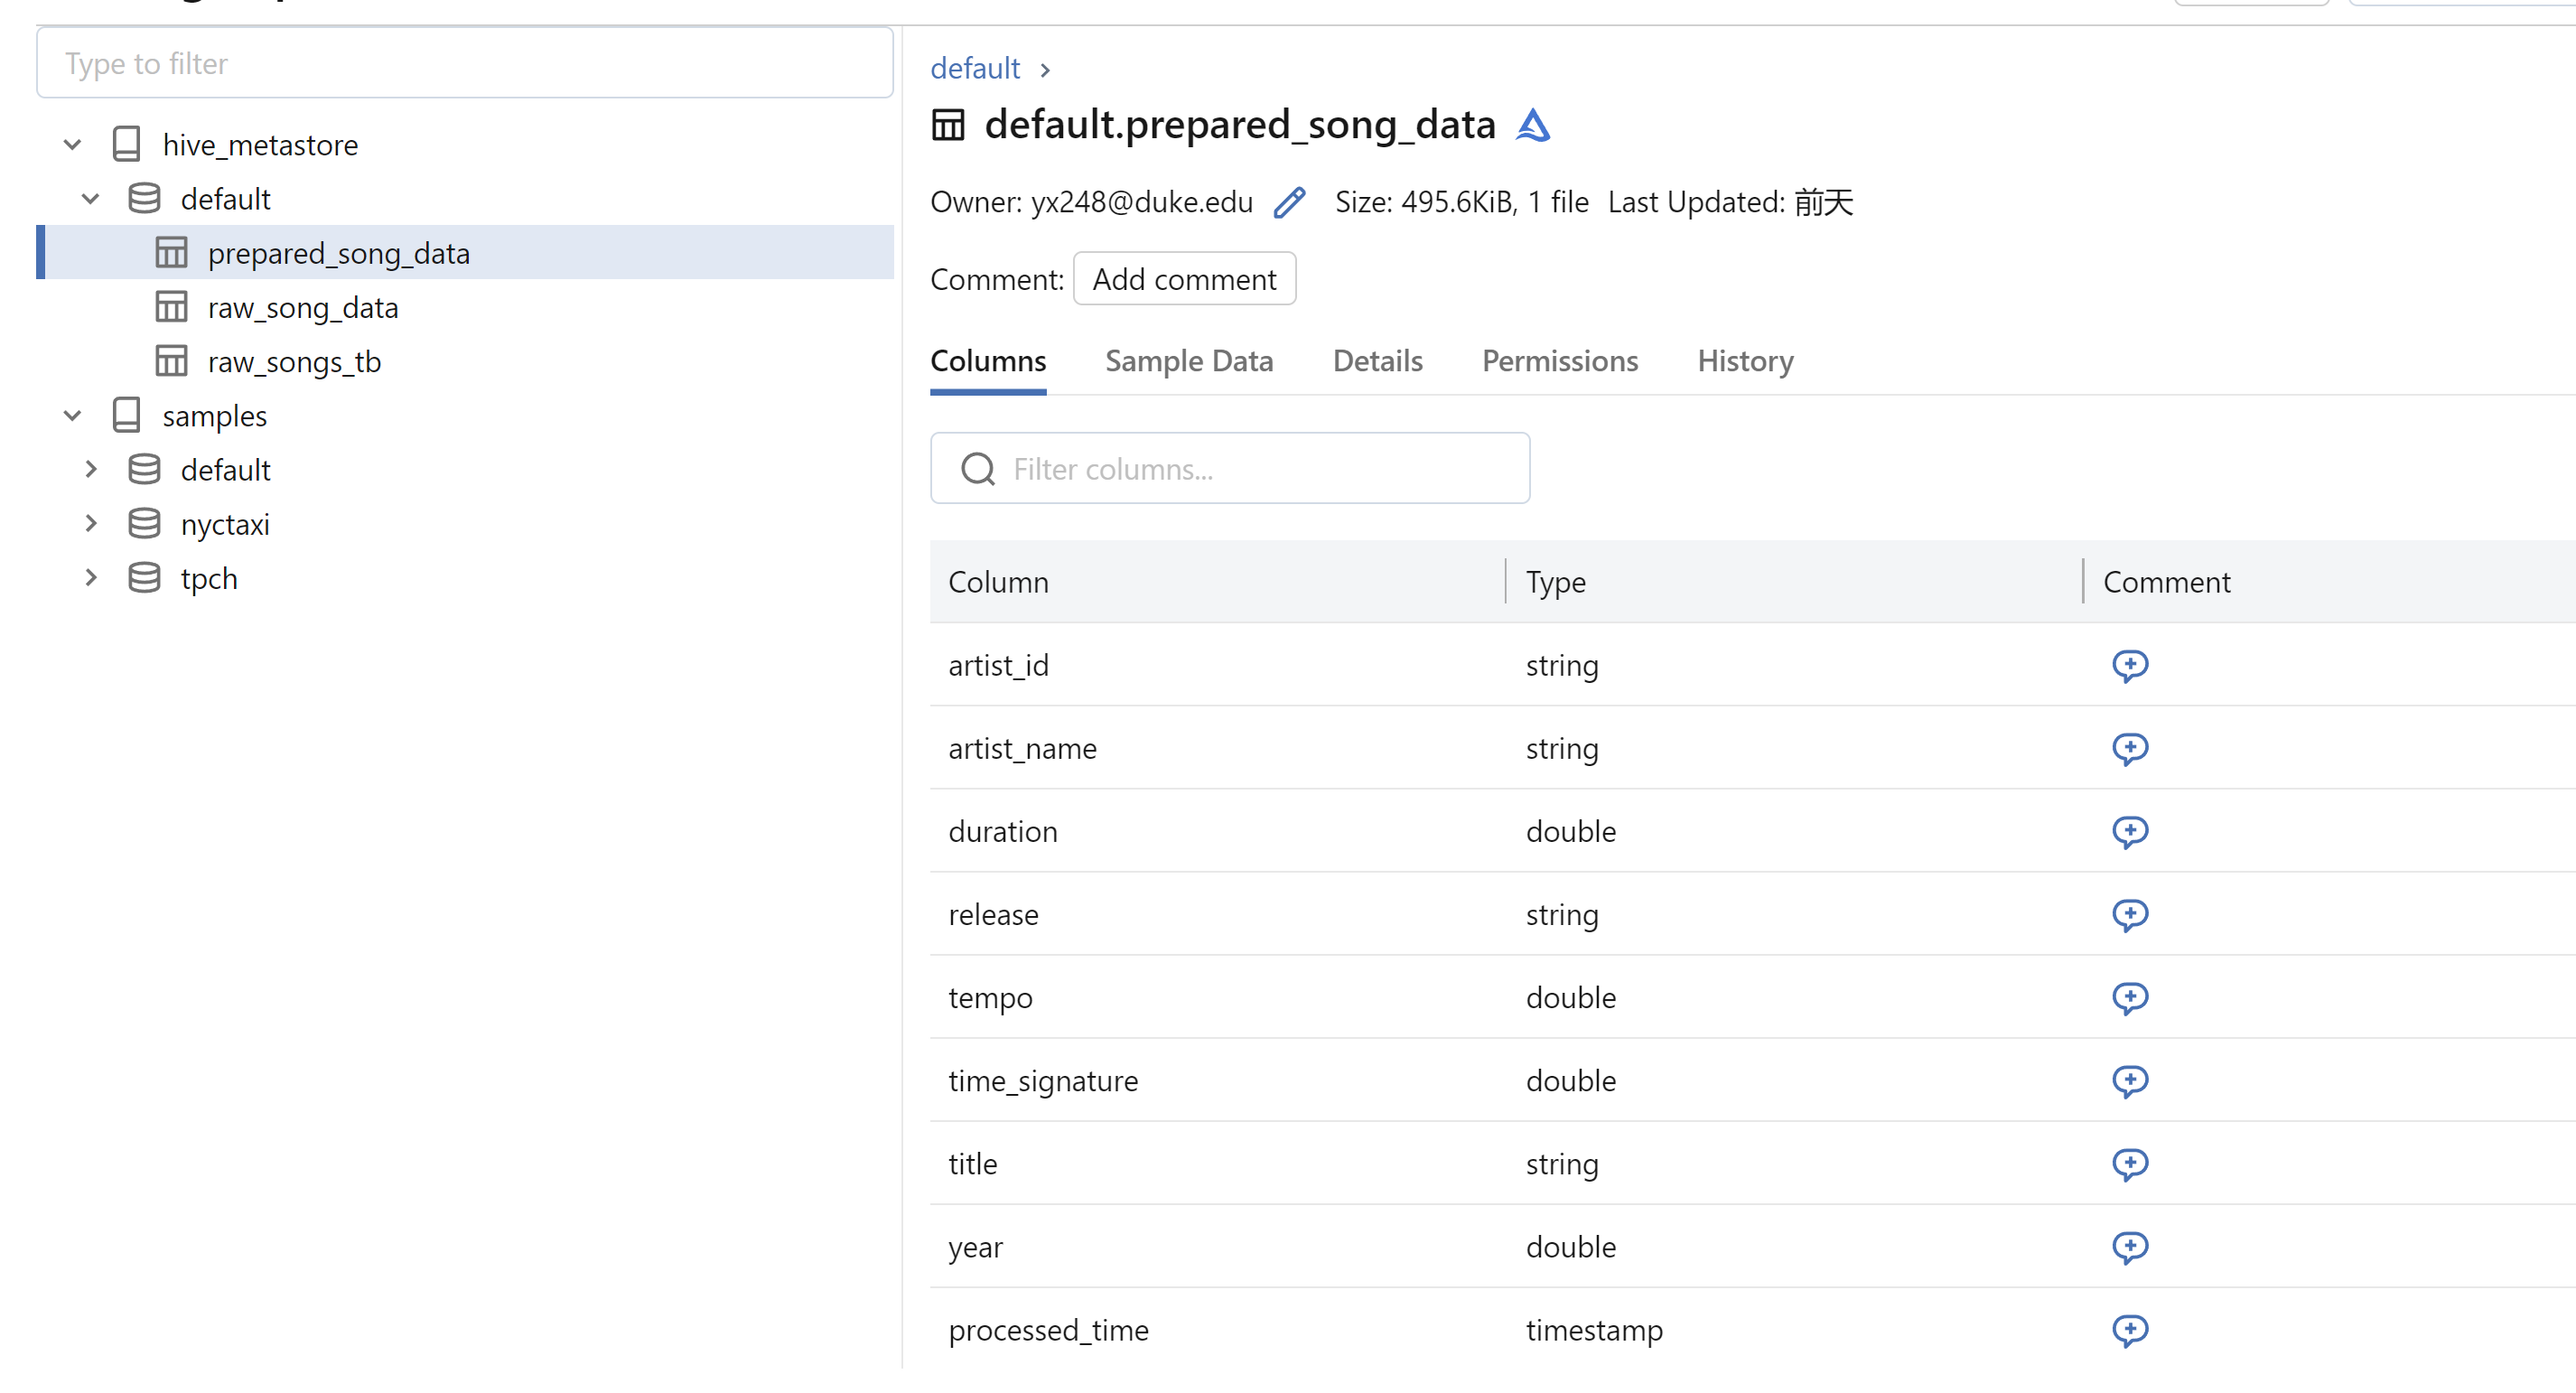 Type to filter
hive_metastore
default
prepared_song_data
raw_song_data
raw_songs_tb
samples
default
nyctaxi
tpch
default
default.prepared_song_data
Owner: yx248@duke.edu Size: 495.6KiB, 1 file Last Updated: 前天
Comment: Add comment
Columns Sample Data Details Permissions History
Filter columns...
Column Type Comment
artist_id string
artist_name string
duration double
release string
tempo double
time_signature double
title string
year double
processed_time timestamp